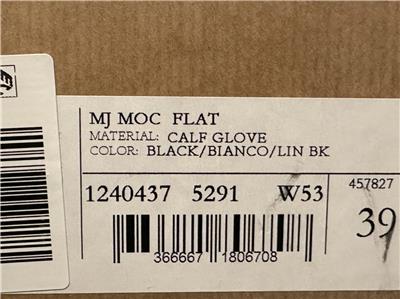 MJ MOC FLAT
MATERIAL: CALF GLOVE
COLOR: BLACK/BIANCO/LIN BK
1240437 5291 W53
457827
39
366667 1806708